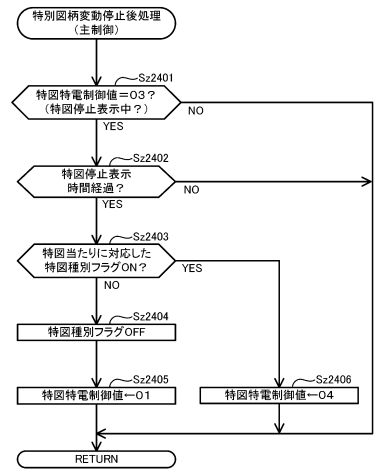 特別図柄変動停止後処理
(主制御)
Sz2401
特図特電制御値=03?
(特図停止表示中?)
NO
YES
Sz2402
特図停止表示
時間経過?
NO
YES
Sz2403
特図当たりに対応した
特図種別フラグON?
YES
NO
Sz2404
特図種別フラグOFF
Sz2405
特図特電制御値←01
Sz2406
特図特電制御値←04
RETURN